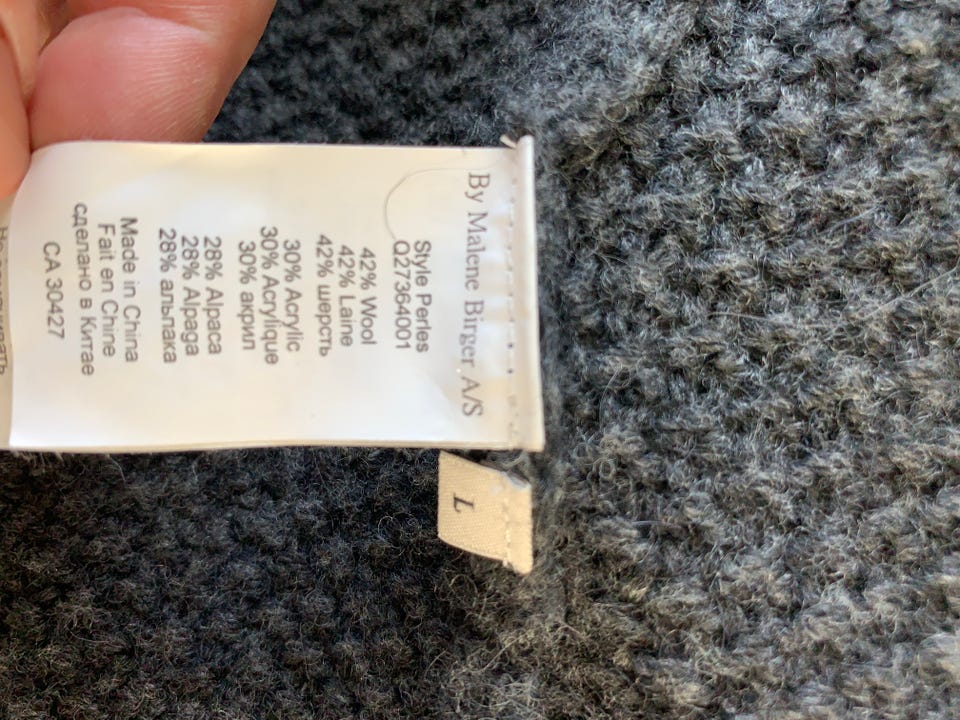 By Malene Birger A/S
Style Perles
Q27364001
42% Wool
42% Laine
42% шерсть
30% Acrylic
30% Acrylique
30% акрил
28% Alpaca
28% Alpaga
28% альпака
Made in China
Fait en Chine
сделано в Китае
CA 30427
L